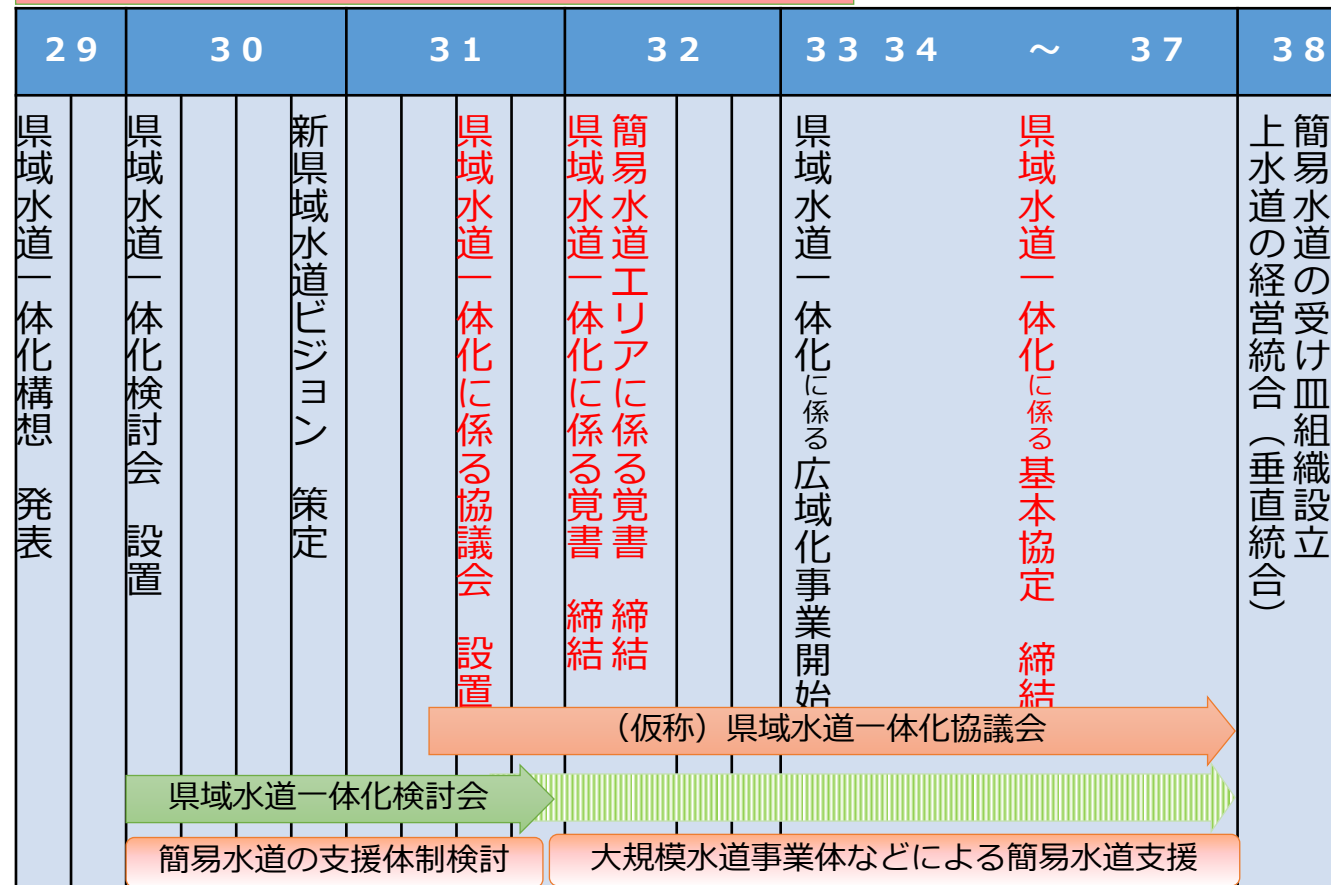 ２９
３０
３１
３２
３３ ３４ ～ ３７
３８
県域水道一体化構想 発表
県域水道一体化検討会 設置
新県域水道ビジョン 策定
県域水道一体化に係る協議会 設置
県域水道一体化に係る覚書 締結
簡易水道エリアに係る覚書 締結
県域水道一体化に係る広域化事業開始
県域水道一体化に係る基本協定 締結
簡易水道の受け皿組織設立
上水道の経営統合（垂直統合）
（仮称）県域水道一体化協議会
県域水道一体化検討会
簡易水道の支援体制検討
大規模水道事業体などによる簡易水道支援